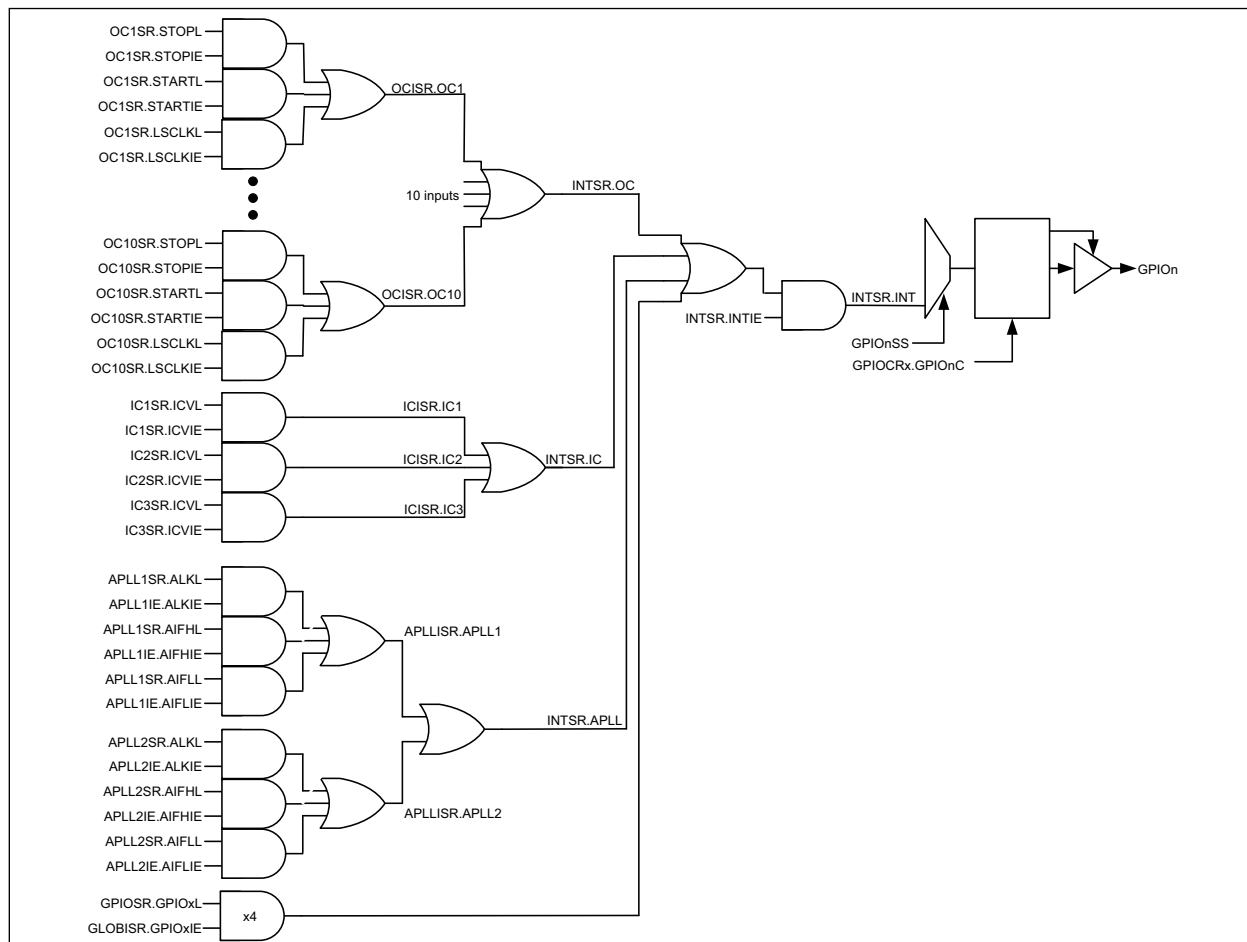 OC1SR.STOPL
OC1SR.STOPIE
OC1SR.STARTL
OC1SR.STARTIE
OC1SR.LSCLKL
OC1SR.LSCLKIE
OCISR.OC1
10 inputs
INTSR.OC
OC10SR.STOPL
OC10SR.STOPIE
OC10SR.STARTL
OC10SR.STARTIE
OC10SR.LSCLKL
OC10SR.LSCLKIE
OCISR.OC10
INTSR.INTIE
INTSR.INT
GPIOnSS
GPIOCRx.GPIOnC
GPIOn
IC1SR.ICVL
IC1SR.ICVIE
IC2SR.ICVL
IC2SR.ICVIE
IC3SR.ICVL
IC3SR.ICVIE
ICISR.IC1
ICISR.IC2
ICISR.IC3
INTSR.IC
APLL1SR.ALKL
APLL1IE.ALKIE
APLL1SR.AIFHL
APLL1IE.AIFHIE
APLL1SR.AIFLL
APLL1IE.AIFLIE
APLLISR.APLL1
INTSR.APLL
APLL2SR.ALKL
APLL2IE.ALKIE
APLL2SR.AIFHL
APLL2IE.AIFHIE
APLL2SR.AIFLL
APLL2IE.AIFLIE
APLLISR.APLL2
GPIOSR.GPIOxL
GLOBISR.GPIOxIE
x4